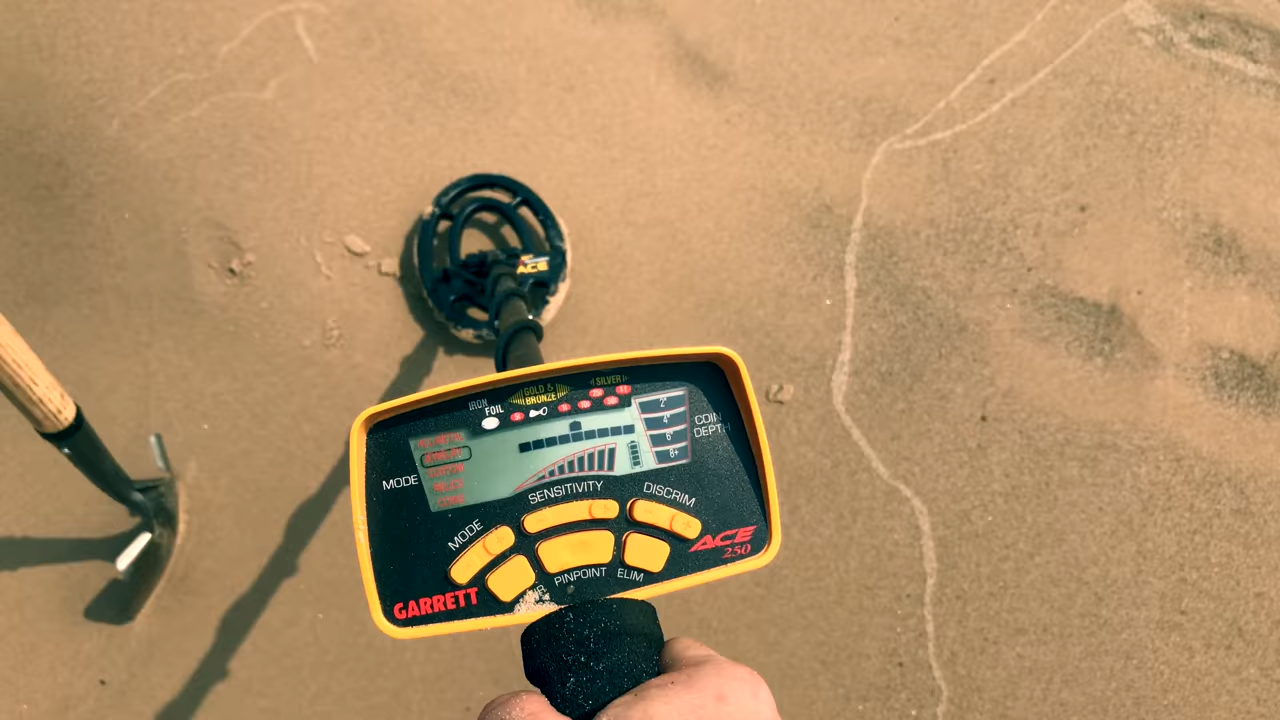 ACE
IRON
FOIL
GOLD &
BRONZE
SILVER
2"
4"
6"
8+
COIN
DEPTH
MODE
SENSITIVITY
DISCRIM
MODE
PINPOINT
ELIM
ACE
250
GARRETT